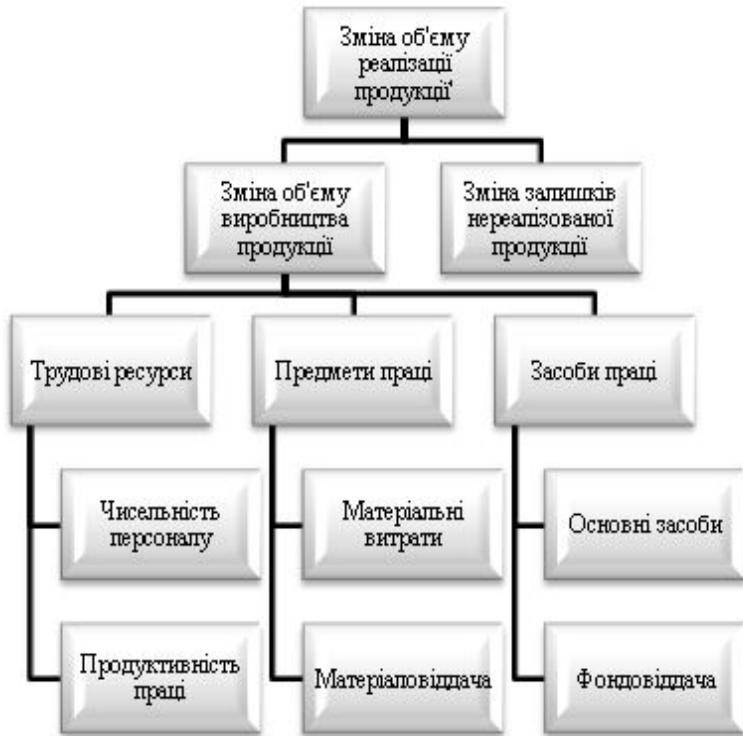 Зміна об'єму
реалізації
продукції'
Зміна об'єму
виробництва
продукції
Зміна залишків
нереалізованої
продукції
Трудові ресурси
Предмети праці
Засоби праці
Чисельність
персоналу
Матеріальні
витрати
Основні засоби
Продуктивність
праці
Матеріаловіддача
Фондовіддача